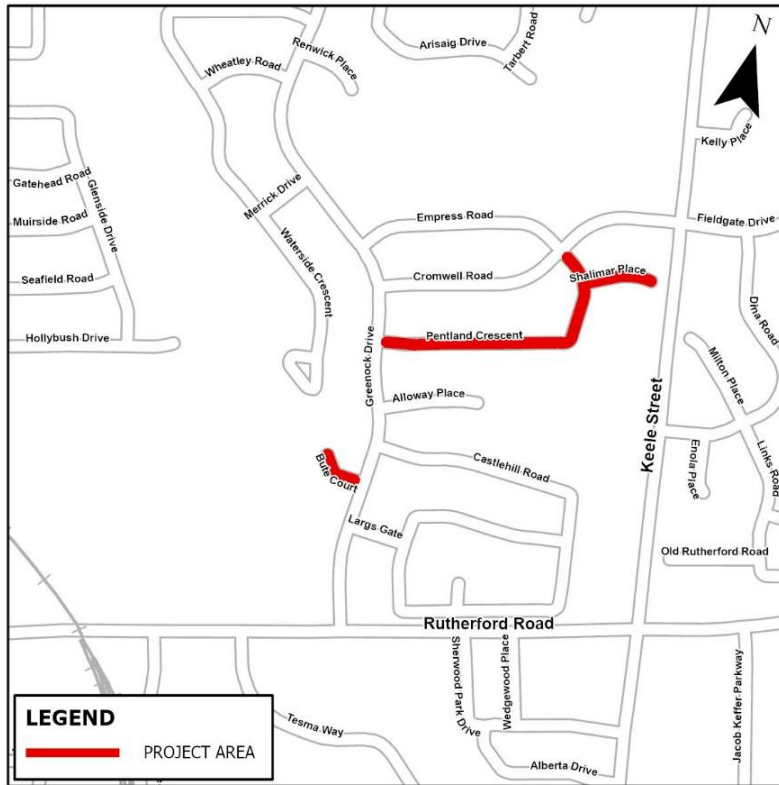 N
Arisaig Drive
Tarbert Road
Renwick Place
Wheatley Road
Kelly Place
Gatehead Road
Glenside Drive
Merrick Drive
Muirside Road
Empress Road
Fieldgate Drive
Waterside Crescent
Seafield Road
Cromwell Road
Shalimar Place
Dina Road
Hollybush Drive
Greenock Drive
Pentland Crescent
Milton Place
Alloway Place
Keele Street
Links Road
Enola Place
Bute Court
Castlehill Road
Largs Gate
Old Rutherford Road
Rutherford Road
Sherwood Park Drive
Wedgewood Place
Jacob Keffer Parkway
Tesma Way
Alberta Drive
LEGEND
PROJECT AREA